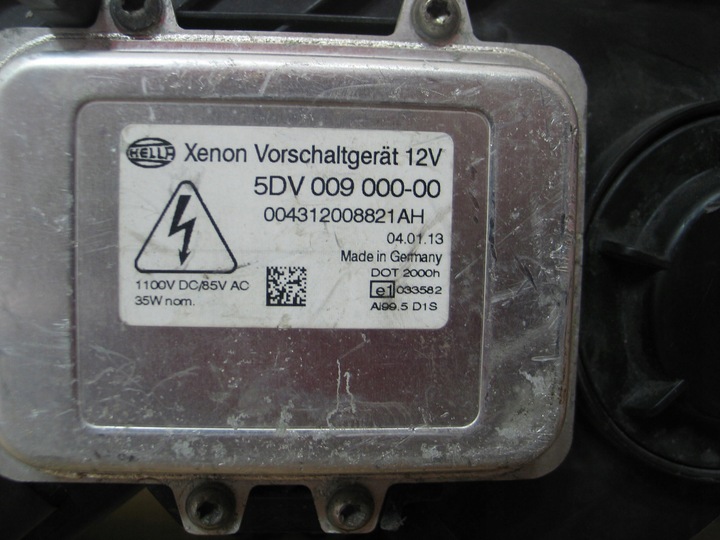 HELLA Xenon Vorschaltgerät 12V
5DV 009 000-00
004312008821AH
04.01.13
Made in Germany
DOT 2000h
1100V DC/85V AC
e1 033582
35W nom.
Al99.5 D1S